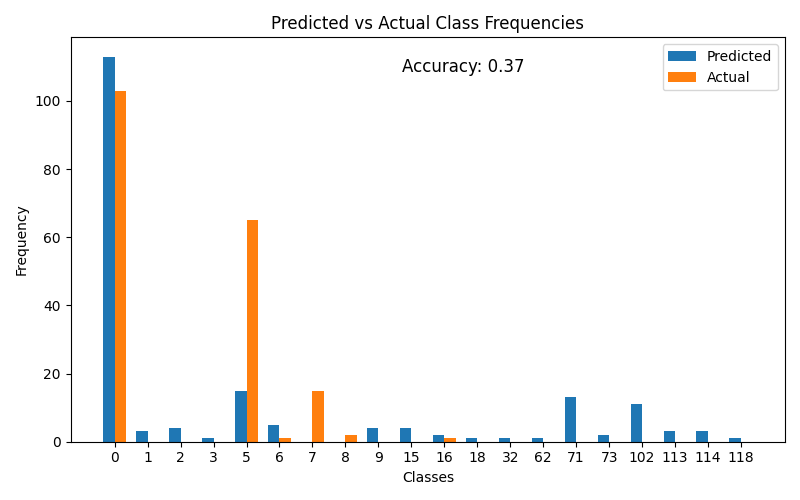 Predicted vs Actual Class Frequencies
Accuracy: 0.37
Predicted
Actual
Frequency
100
80
60
40
20
0
0 1 2 3 5 6 7 8 9 15 16 18 32 62 71 73 102 113 114 118
Classes